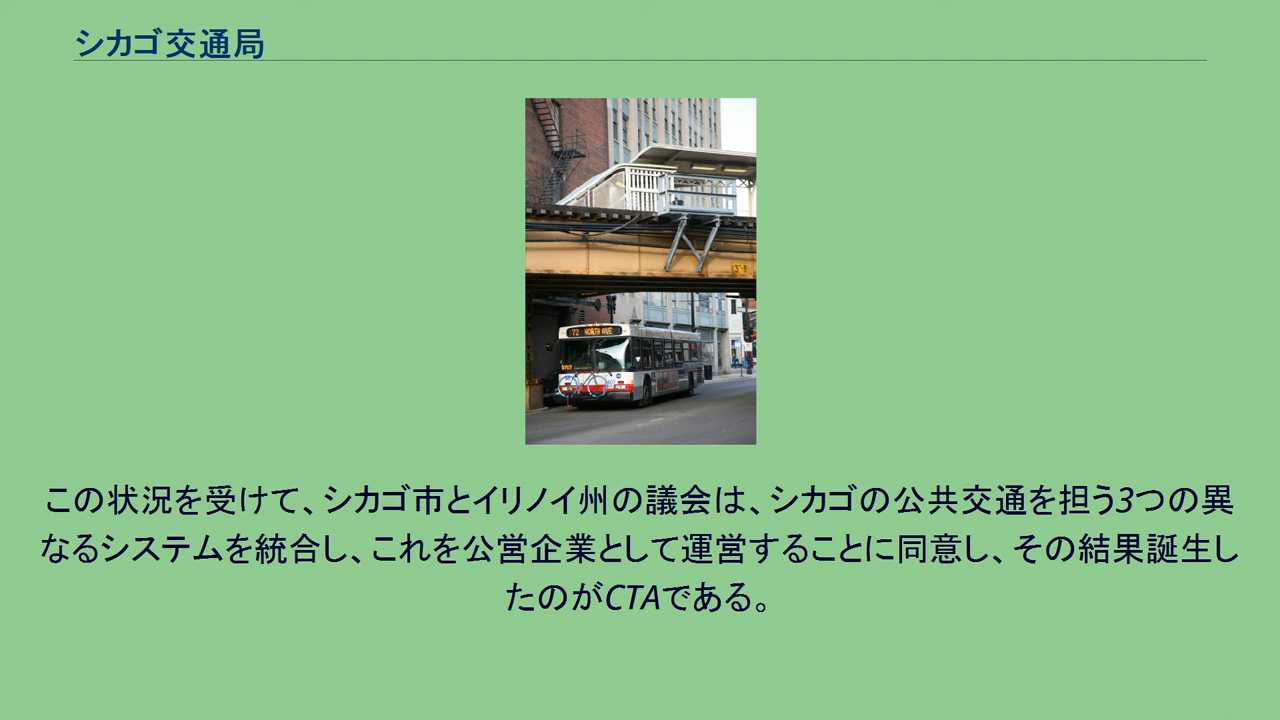 シカゴ交通局
72 NORTH AVE
この状況を受けて、シカゴ市とイリノイ州の議会は、シカゴの公共交通を担う3つの異
なるシステムを統合し、これを公営企業として運営することに同意し、その結果誕生し
たのがCTAである。